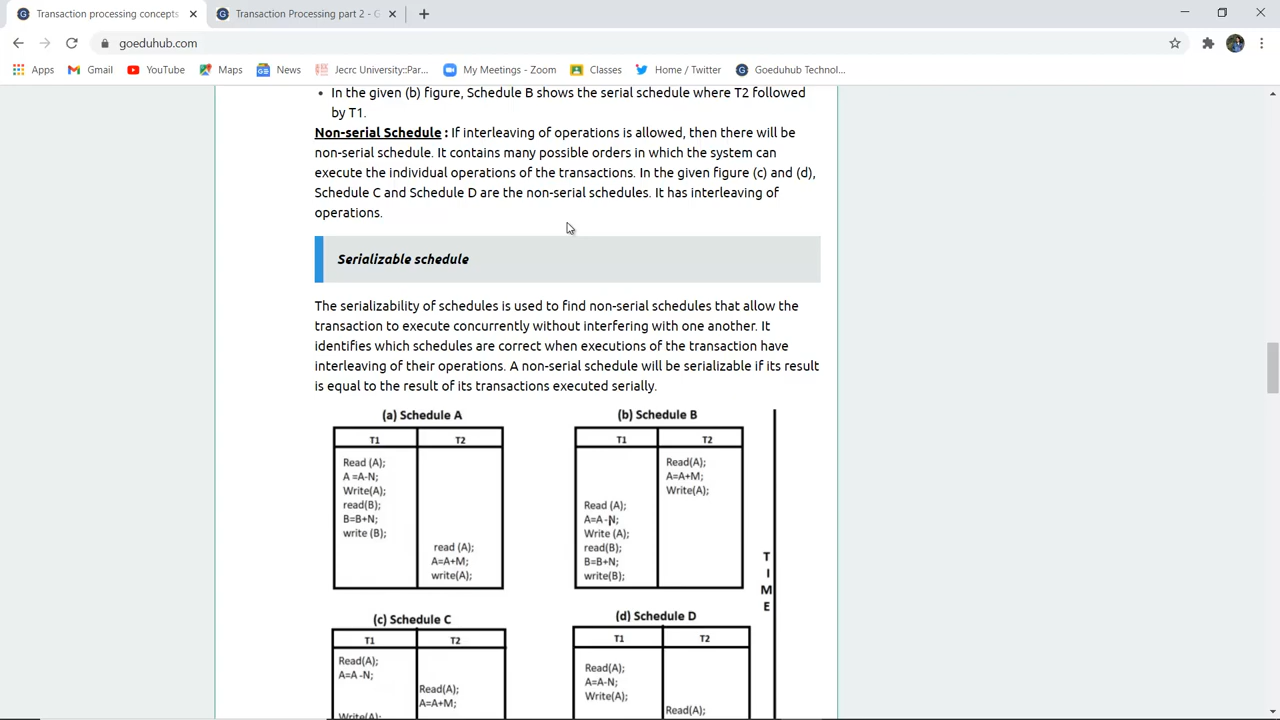 Transaction processing concepts
Transaction Processing part 2 - G
goeduhub.com
Apps
Gmail
YouTube
Maps
News
Jecrc University::Par...
My Meetings - Zoom
Classes
Home / Twitter
Goeduhub Technol...
In the given (b) figure, Schedule B shows the serial schedule where T2 followed
by T1.
Non-serial Schedule : If interleaving of operations is allowed, then there will be
non-serial schedule. It contains many possible orders in which the system can
execute the individual operations of the transactions. In the given figure (c) and (d),
Schedule C and Schedule D are the non-serial schedules. It has interleaving of
operations.
Serializable schedule
The serializability of schedules is used to find non-serial schedules that allow the
transaction to execute concurrently without interfering with one another. It
identifies which schedules are correct when executions of the transaction have
interleaving of their operations. A non-serial schedule will be serializable if its result
is equal to the result of its transactions executed serially.
(a) Schedule A
T1
T2
Read (A);
A =A-N;
Write(A);
read(B);
B=B+N;
write (B);
read (A);
A=A+M;
write(A);
(b) Schedule B
T1
T2
Read(A);
A=A+M;
Write(A);
Read (A);
A=A-N;
Write (A);
read(B);
B=B+N;
write(B);
T
I
M
E
(c) Schedule C
T1
T2
Read(A);
A=A -N;
Read(A);
A=A+M;
Write(A);
(d) Schedule D
T1
T2
Read(A);
A=A-N;
Write(A);
Read(A);